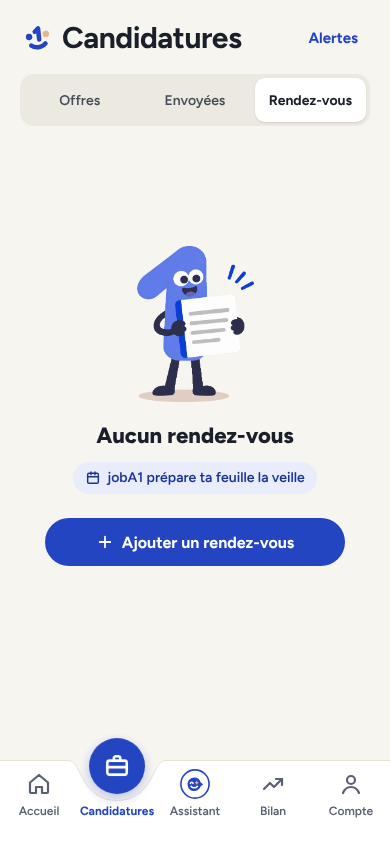 Candidatures
Alertes
Offres
Envoyées
Rendez-vous
Aucun rendez-vous
jobA1 prépare ta feuille la veille
Ajouter un rendez-vous
Accueil
Candidatures
Assistant
Bilan
Compte